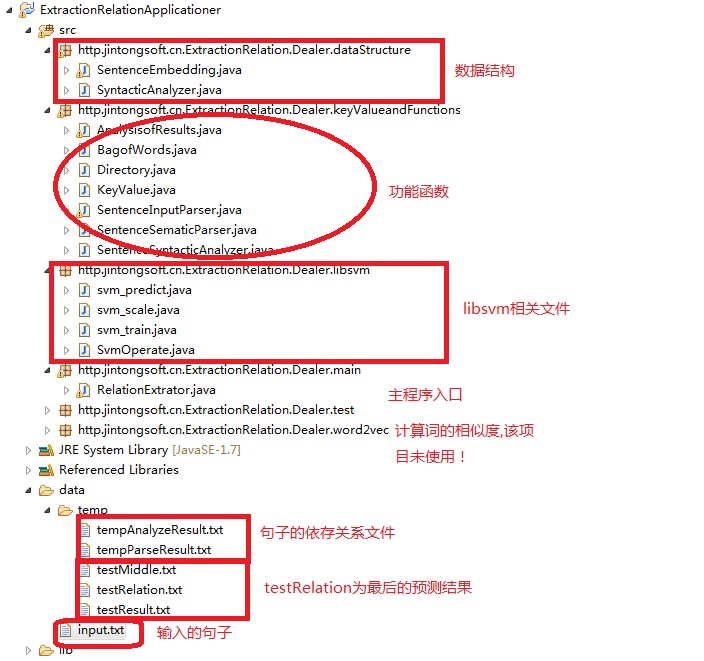 ExtractionRelationApplicationer
src
http.jintongsoft.cn.ExtractionRelation.Dealer.dataStructure
SentenceEmbedding.java
数据结构
SyntacticAnalyzer.java
http.jintongsoft.cn.ExtractionRelation.Dealer.keyValueandFunctions
AnalysisofResults.java
BagofWords.java
Directory.java
KeyValue.java
功能函数
SentenceInputParser.java
SentenceSematicParser.java
SentenceSyntacticAnalyzer.java
http.jintongsoft.cn.ExtractionRelation.Dealer.libsvm
svm_predict.java
svm_scale.java
libsvm相关文件
svm_train.java
SvmOperate.java
http.jintongsoft.cn.ExtractionRelation.Dealer.main
RelationExtrator.java
主程序入口
http.jintongsoft.cn.ExtractionRelation.Dealer.test
http.jintongsoft.cn.ExtractionRelation.Dealer.word2vec
计算词的相似度,该项
目未使用！
JRE System Library [JavaSE-1.7]
Referenced Libraries
data
temp
tempAnalyzeResult.txt
句子的依存关系文件
tempParseResult.txt
testMiddle.txt
testRelation.txt
testRelation为最后的预测结果
testResult.txt
input.txt
输入的句子
lib